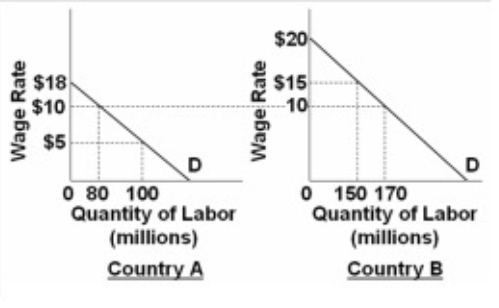 Wage Rate
$18
$10
$5
D
0 80 100
Quantity of Labor
(millions)
Country A
Wage Rate
$20
$15
10
D
0 150 170
Quantity of Labor
(millions)
Country B